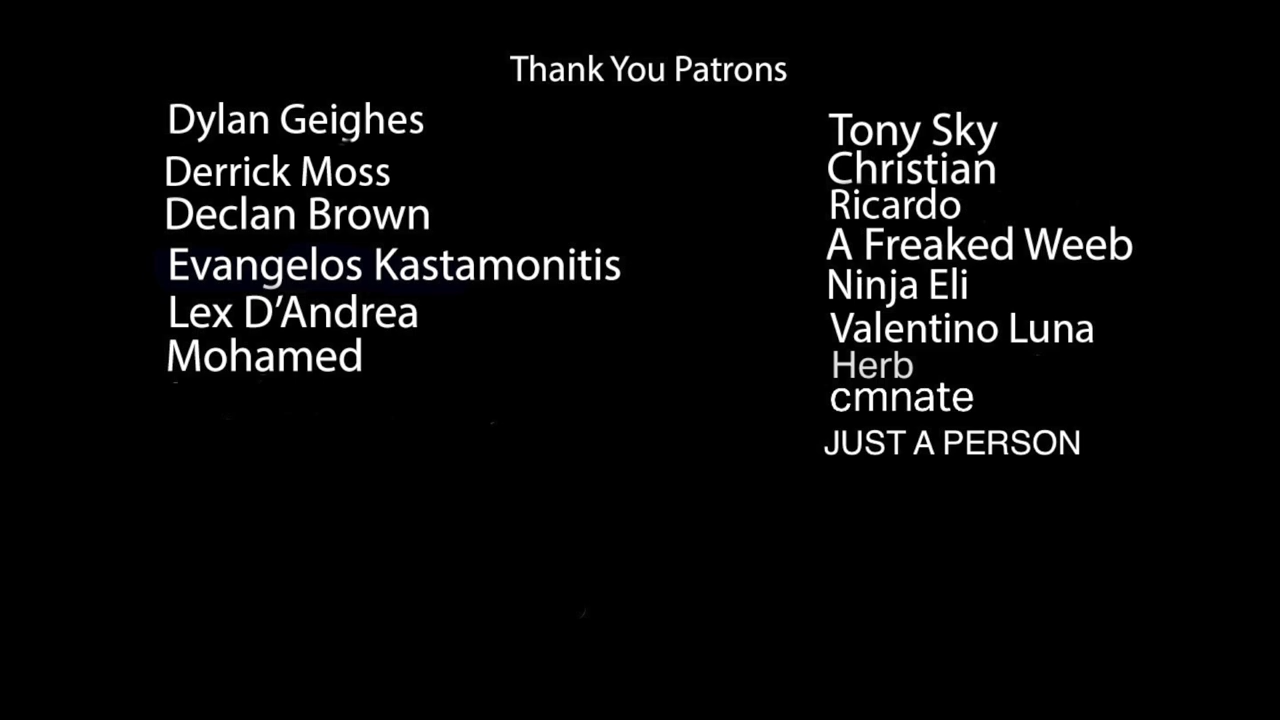 Thank You Patrons
Dylan Geighes
Derrick Moss
Declan Brown
Evangelos Kastamonitis
Lex D’Andrea
Mohamed
Tony Sky
Christian
Ricardo
A Freaked Weeb
Ninja Eli
Valentino Luna
Herb
cmnate
JUST A PERSON